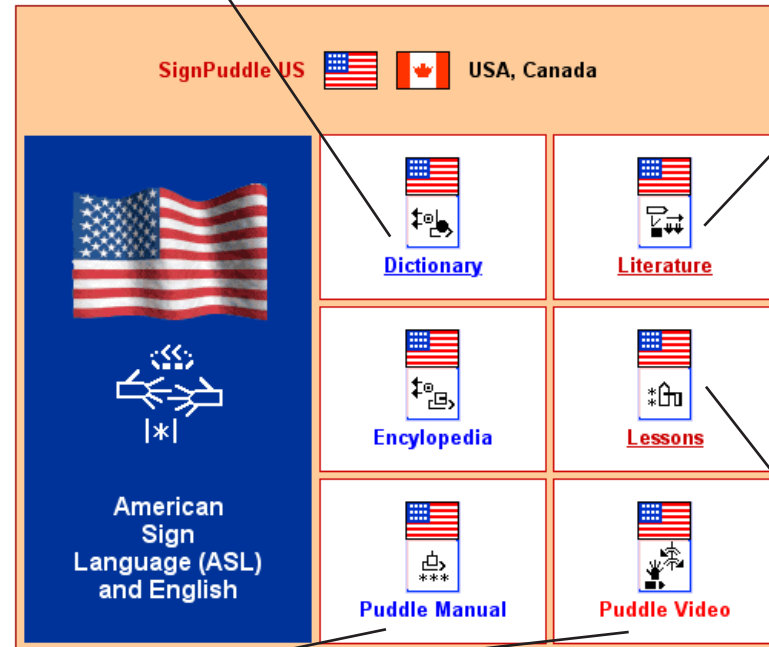 SignPuddle US USA, Canada
Dictionary
Literature
Encylopedia
Lessons
American
Sign
Language (ASL)
and English
Puddle Manual
Puddle Video